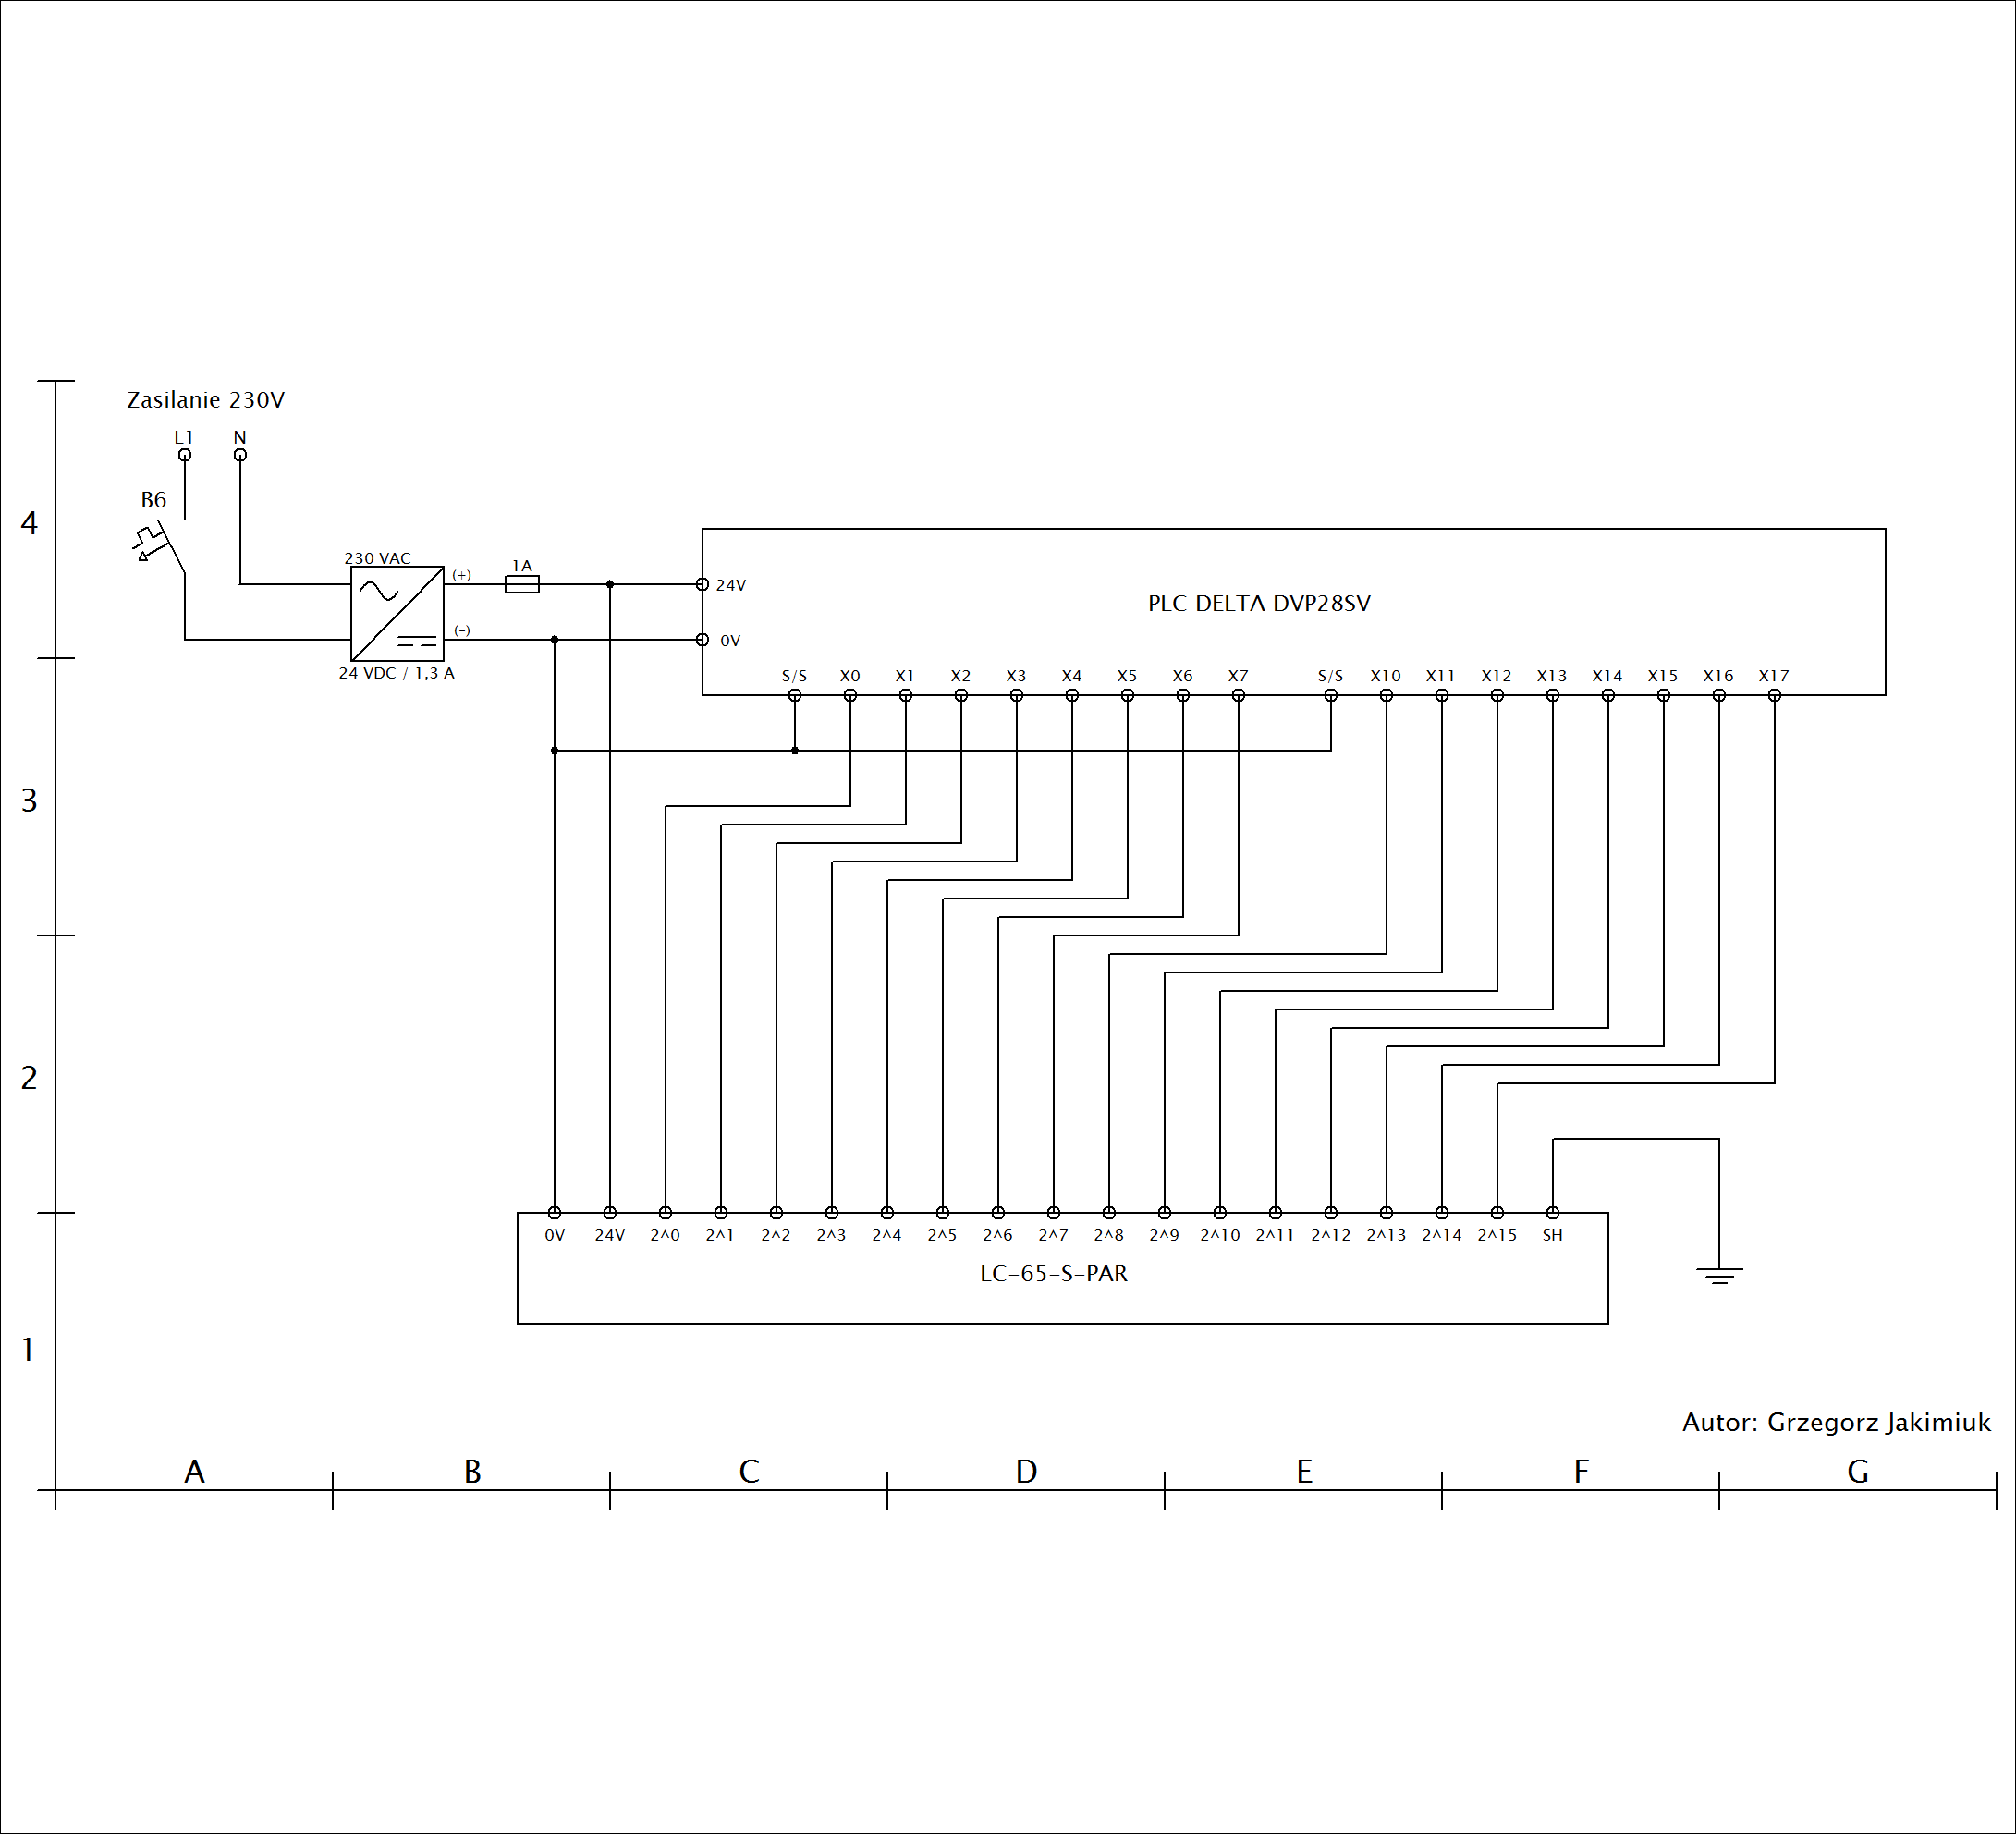 Zasilanie 230V
L1 N
B6
4
230 VAC
(+)
1A
24V
PLC DELTA DVP28SV
(-)
0V
24 VDC / 1,3 A
S/S X0 X1 X2 X3 X4 X5 X6 X7 S/S X10 X11 X12 X13 X14 X15 X16 X17
3
2
0V 24V 2^0 2^1 2^2 2^3 2^4 2^5 2^6 2^7 2^8 2^9 2^10 2^11 2^12 2^13 2^14 2^15 SH
LC-65-S-PAR
1
Autor: Grzegorz Jakimiuk
A B C D E F G